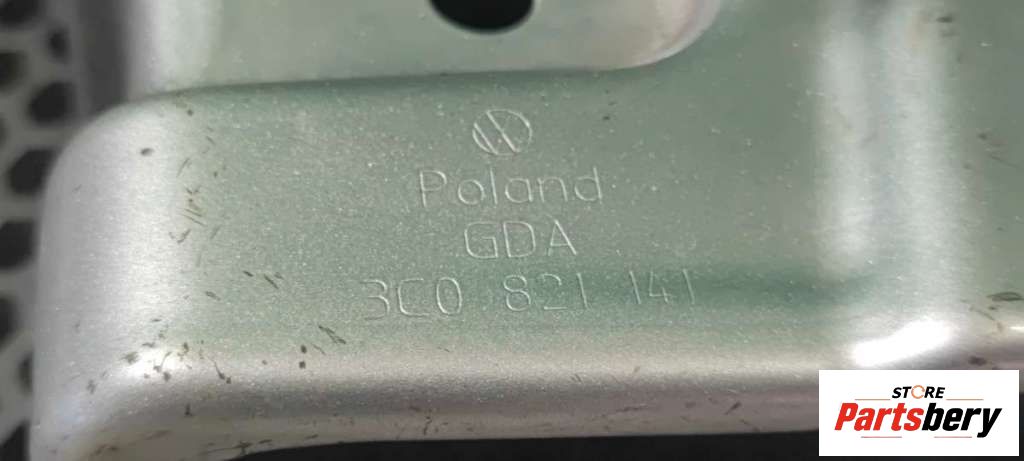 Poland
GDA
3C0 821 141
STORE
Partsbery